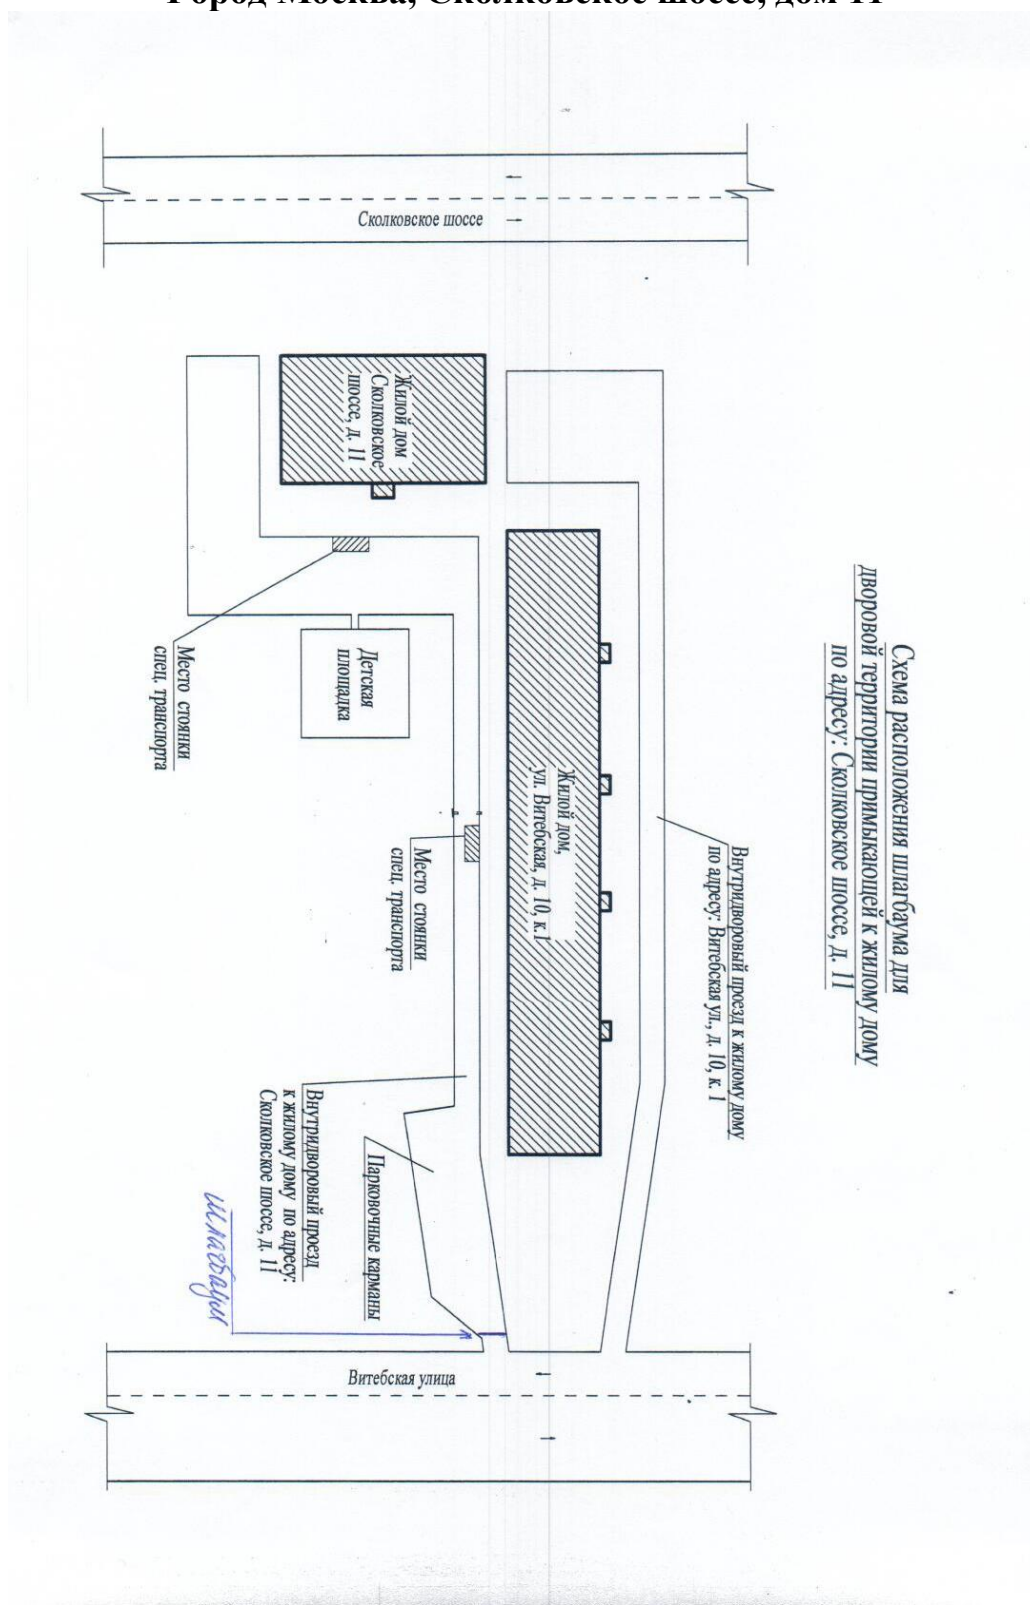 Город Москва, Сколковское шоссе, дом 11
Сколковское шоссе
Схема расположения шлагбаума для
дворовой территории примыкающей к жилому дому
по адресу: Сколковское шоссе, д. 11
Жилой дом
Сколковское
шоссе, д. 11
Место стоянки
спец. транспорта
Детская
площадка
Жилой дом,
ул. Витебская, д. 10, к.1
Внутридворовый проезд к жилому дому
по адресу: Витебская ул., д. 10, к. 1
Место стоянки
спец. транспорта
Внутридворовый проезд
к жилому дому по адресу:
Сколковское шоссе, д. 11
Парковочные карманы
шлагбаум
Витебская улица